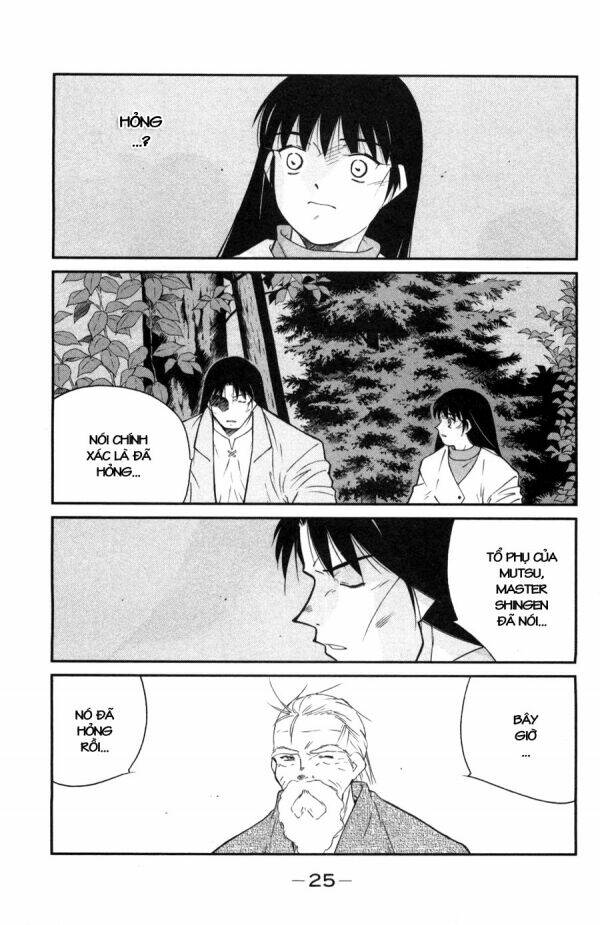 HỎNG
...?
NÓI CHÍNH
XÁC LÀ ĐÃ
HỎNG...
TỔ PHỤ CỦA
MUTSU,
MASTER
SHINGEN
ĐÃ NÓI...
BÂY
GIỜ
...
NÓ ĐÃ
HỎNG
RỒI...
-25-